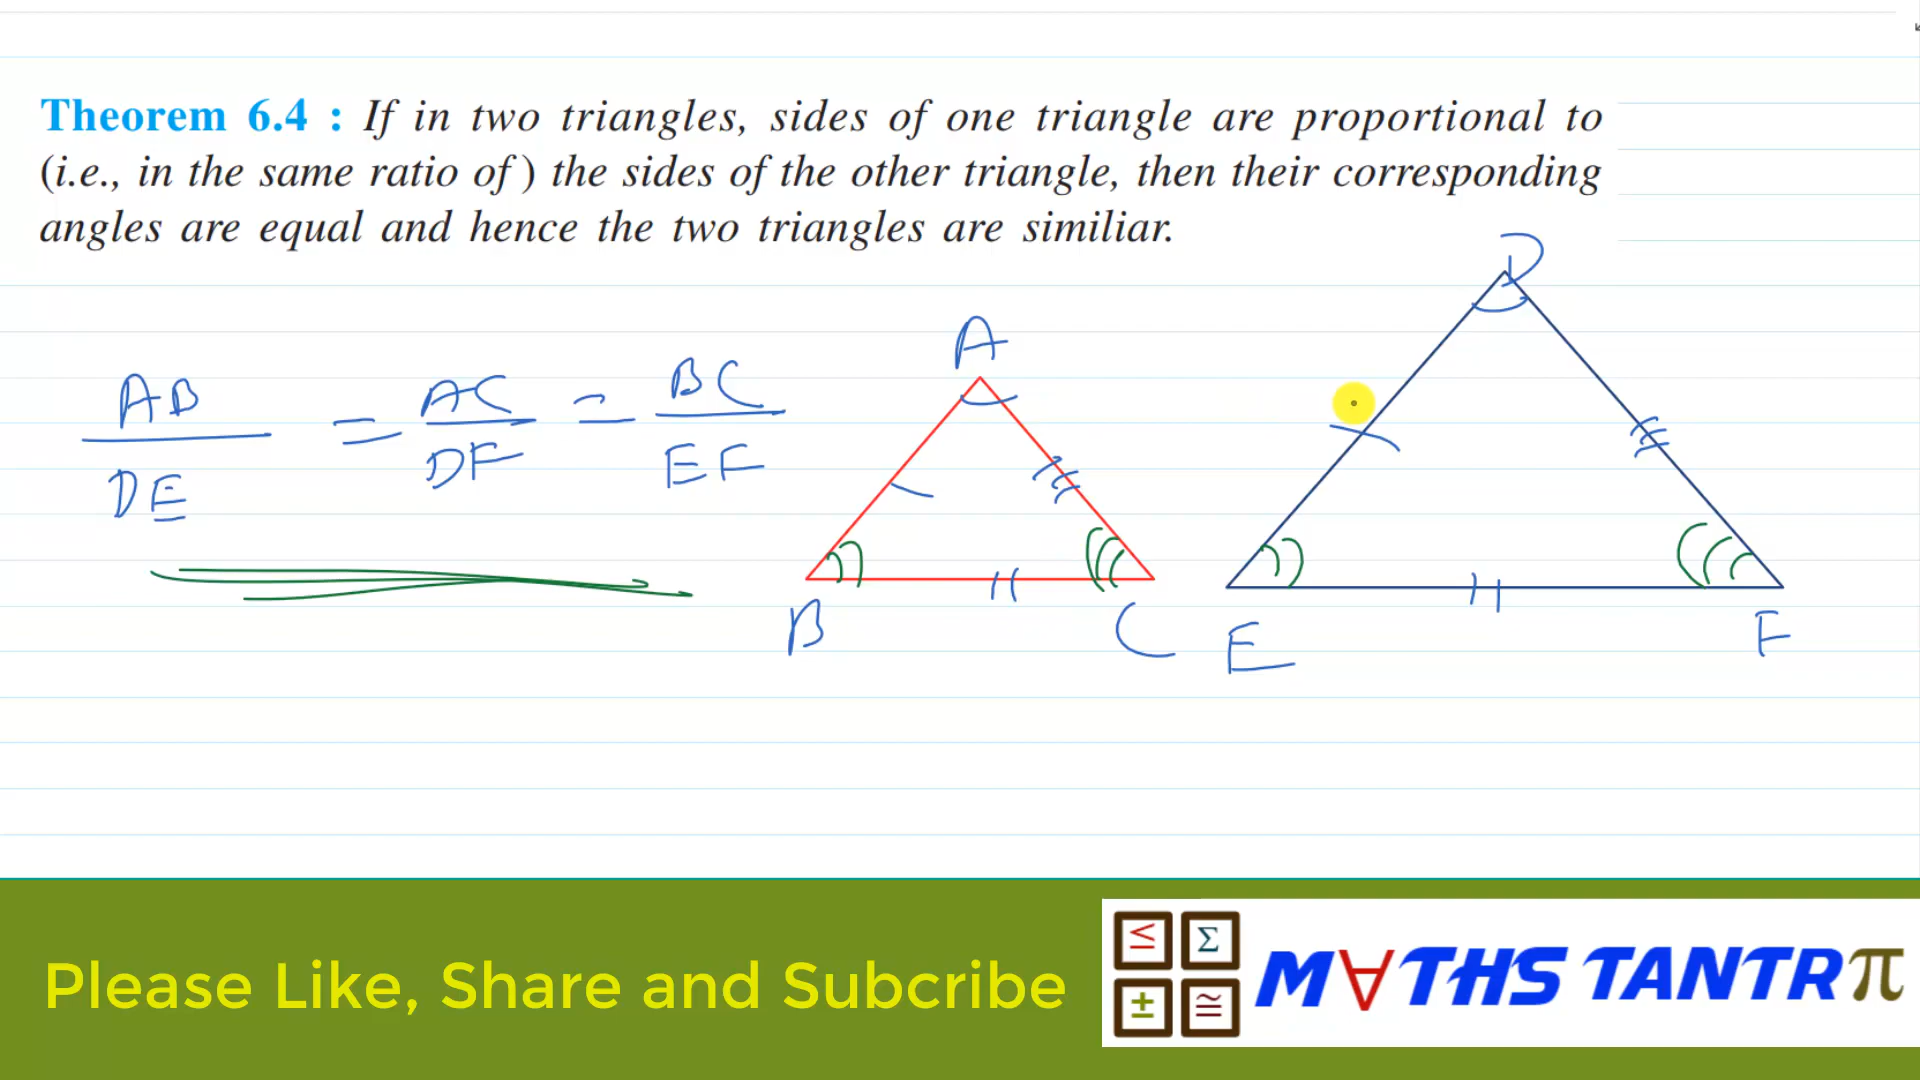 Theorem 6.4 : If in two triangles, sides of one triangle are proportional to
(i.e., in the same ratio of ) the sides of the other triangle, then their corresponding
angles are equal and hence the two triangles are similiar.
D
A
AB/DE = AC/DF = BC/EF
B C E F
Please Like, Share and Subcribe
≤ Σ
± ≅
M∀THS TANTRπ